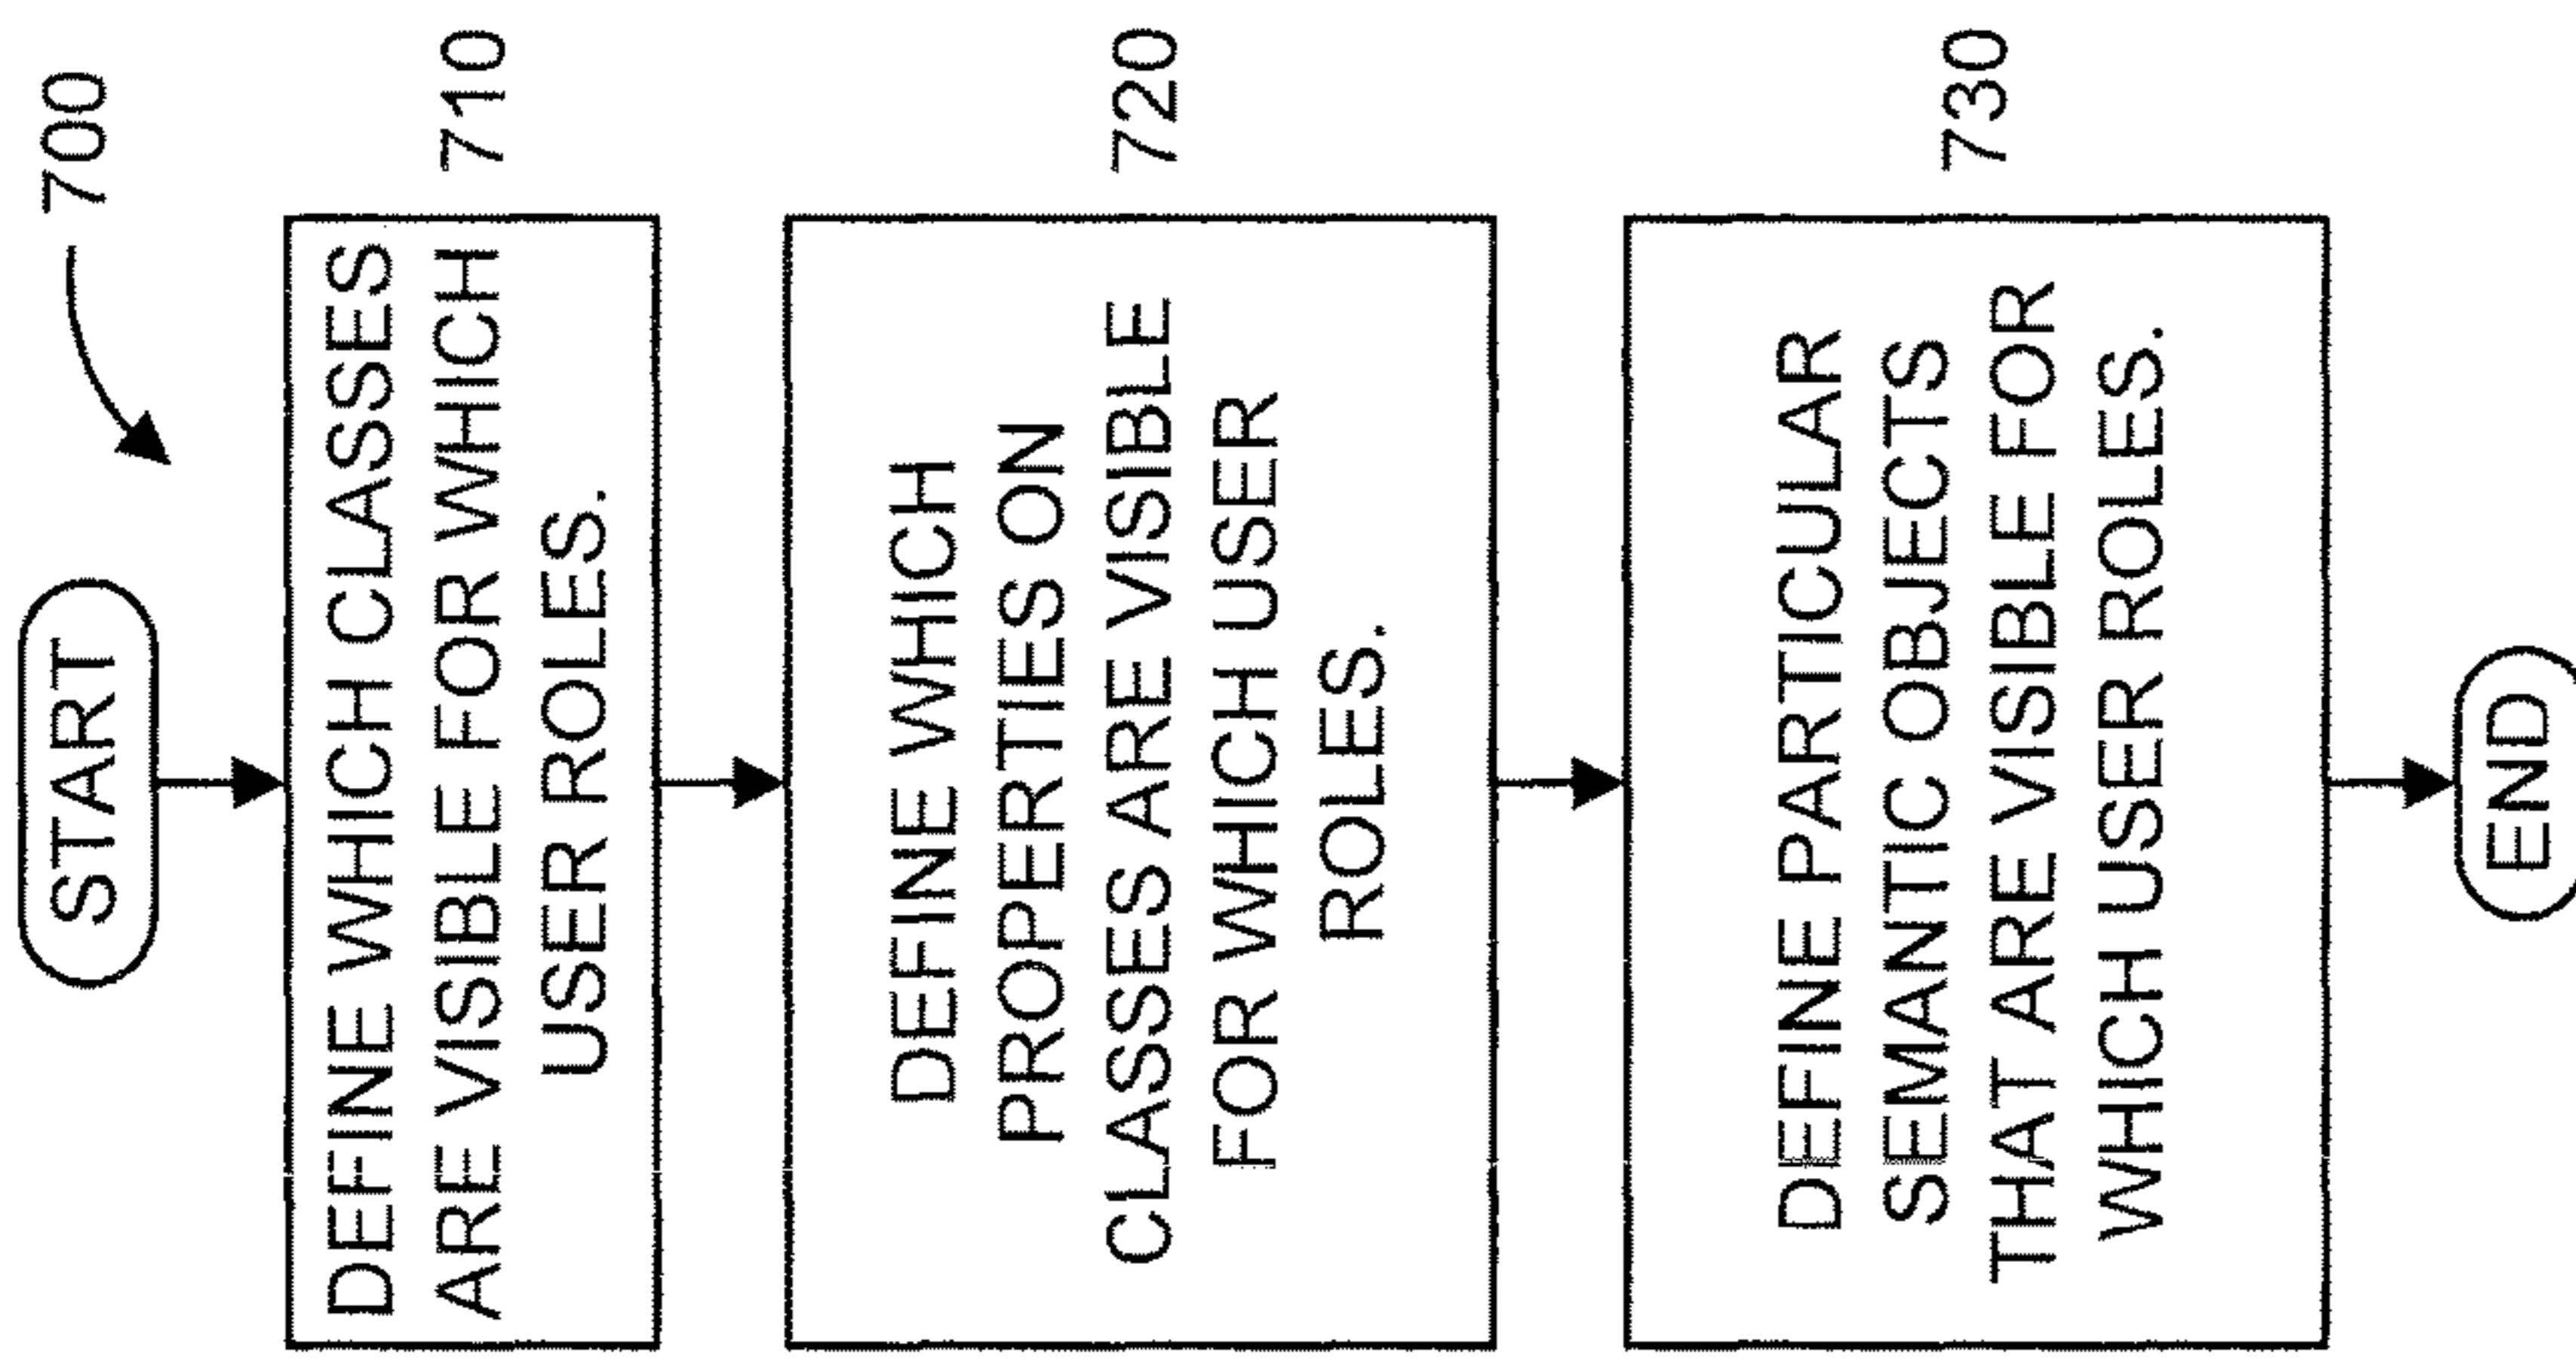 700
START
DEFINE WHICH CLASSES
ARE VISIBLE FOR WHICH
USER ROLES.
710
DEFINE WHICH
PROPERTIES ON
CLASSES ARE VISIBLE
FOR WHICH USER
ROLES.
720
DEFINE PARTICULAR
SEMANTIC OBJECTS
THAT ARE VISIBLE FOR
WHICH USER ROLES.
730
END